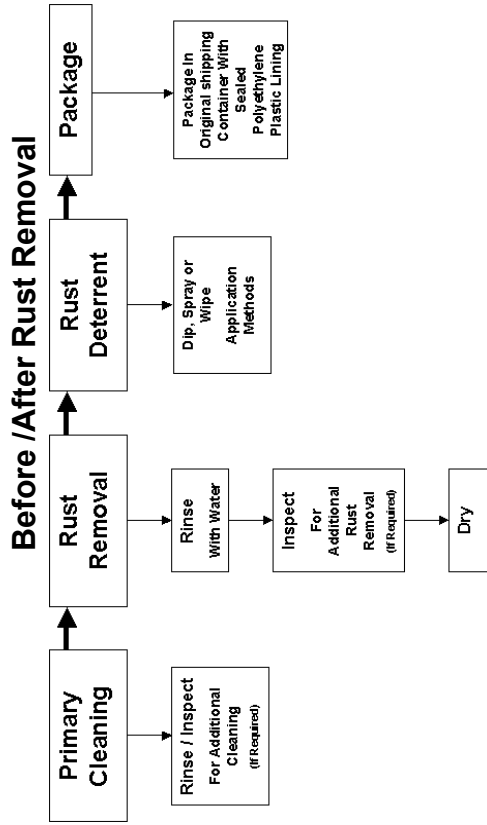 Before /After Rust Removal
Primary
Cleaning
Rust
Removal
Rust
Deterrent
Package
Rinse / Inspect
For Additional
Cleaning
(If Required)
Rinse
With Water
Inspect
For
Additional
Rust
Removal
(If Required)
Dry
Dip, Spray or
Wipe
Application
Methods
Package In
Original shipping
Container With
Sealed
Polyethylene
Plastic Lining